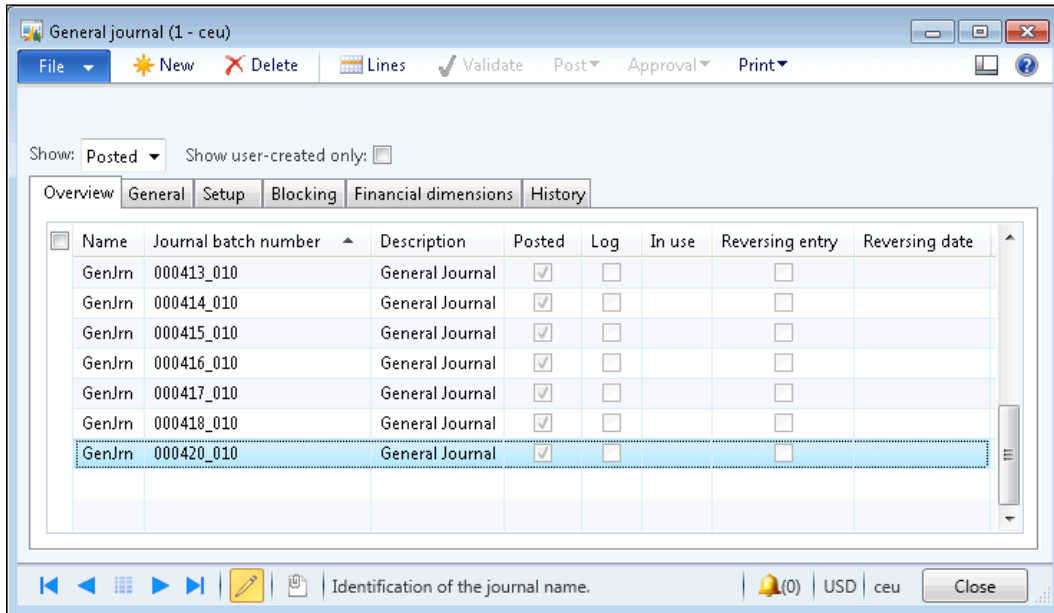 General journal (1 - ceu)
File New Delete Lines Validate Post Approval Print
Show: Posted Show user-created only:
Overview General Setup Blocking Financial dimensions History
Name Journal batch number Description Posted Log In use Reversing entry Reversing date
GenJrn 000413_010 General Journal
GenJrn 000414_010 General Journal
GenJrn 000415_010 General Journal
GenJrn 000416_010 General Journal
GenJrn 000417_010 General Journal
GenJrn 000418_010 General Journal
GenJrn 000420_010 General Journal
Identification of the journal name. (0) USD ceu Close